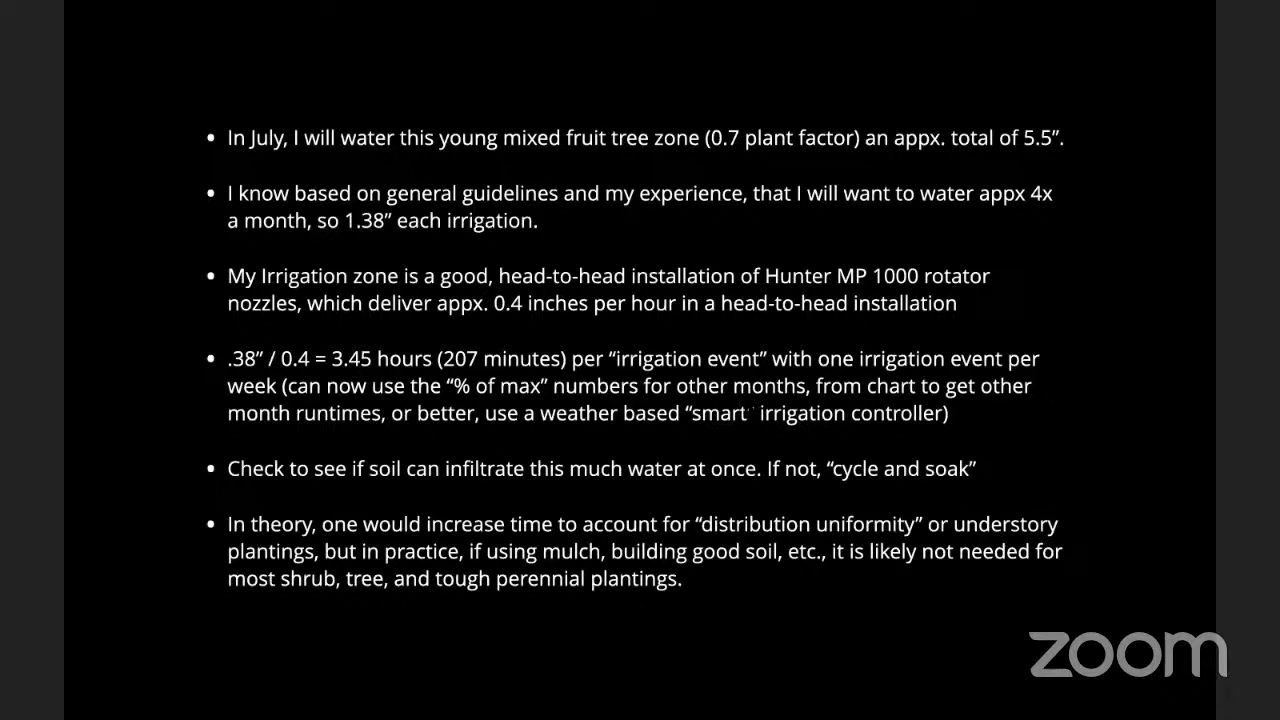 • In July, I will water this young mixed fruit tree zone (0.7 plant factor) an appx. total of 5.5”.
• I know based on general guidelines and my experience, that I will want to water appx 4x
a month, so 1.38” each irrigation.
• My Irrigation zone is a good, head-to-head installation of Hunter MP 1000 rotator
nozzles, which deliver appx. 0.4 inches per hour in a head-to-head installation
• .38” / 0.4 = 3.45 hours (207 minutes) per “irrigation event” with one irrigation event per
week (can now use the “% of max” numbers for other months, from chart to get other
month runtimes, or better, use a weather based “smart” irrigation controller)
• Check to see if soil can infiltrate this much water at once. If not, “cycle and soak”
• In theory, one would increase time to account for “distribution uniformity” or understory
plantings, but in practice, if using mulch, building good soil, etc., it is likely not needed for
most shrub, tree, and tough perennial plantings.
zoom